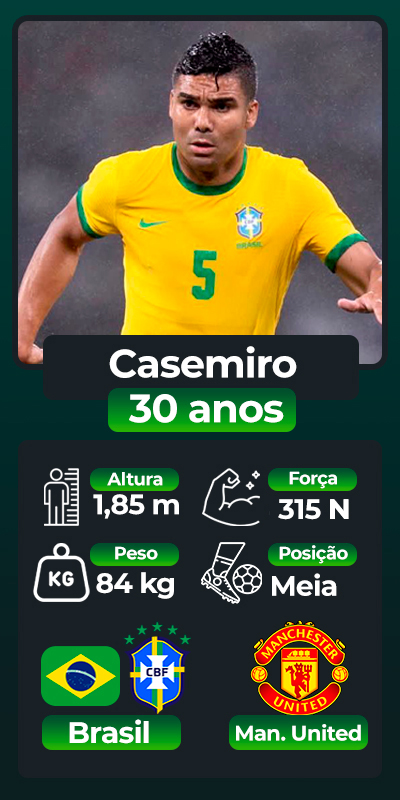 BRASIL
5
Casemiro
30 anos
Altura
1,85 m
Força
315 N
KG
Peso
84 kg
Posição
Meia
CBF
MANCHESTER
UNITED
Brasil
Man. United